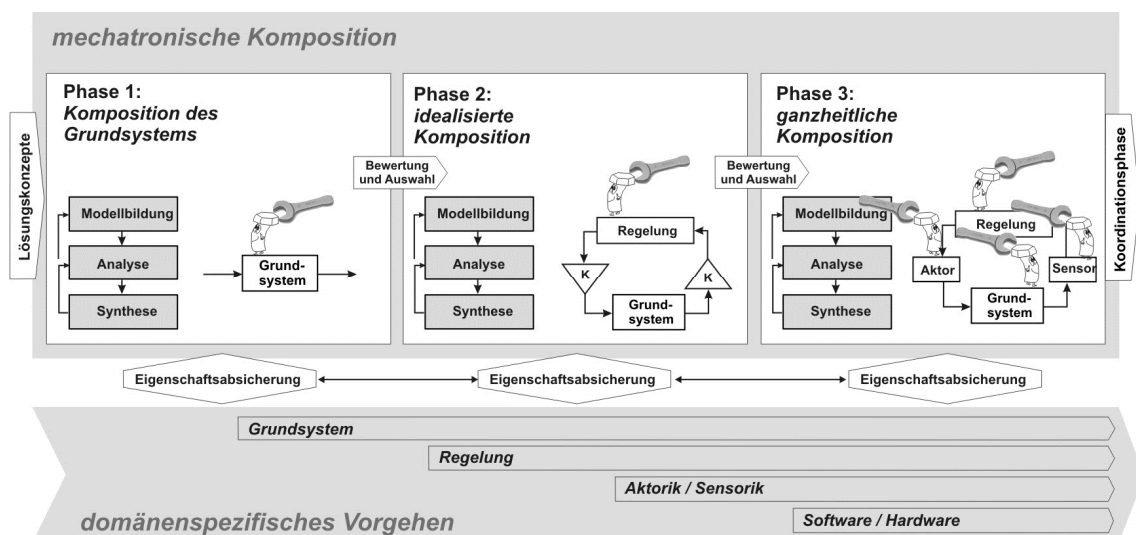 mechatronische Komposition
Lösungskonzepte
Phase 1:
Komposition des
Grundsystems
Modellbildung
Analyse
Synthese
Grund-
system
Bewertung
und Auswahl
Phase 2:
idealisierte
Komposition
Modellbildung
Analyse
Synthese
Regelung
K
K
Grund-
system
Bewertung
und Auswahl
Phase 3:
ganzheitliche
Komposition
Modellbildung
Analyse
Synthese
Regelung
Aktor
Sensor
Grund-
system
Koordinationsphase
Eigenschaftsabsicherung
Eigenschaftsabsicherung
Eigenschaftsabsicherung
Grundsystem
Regelung
Aktorik / Sensorik
Software / Hardware
domänenspezifisches Vorgehen